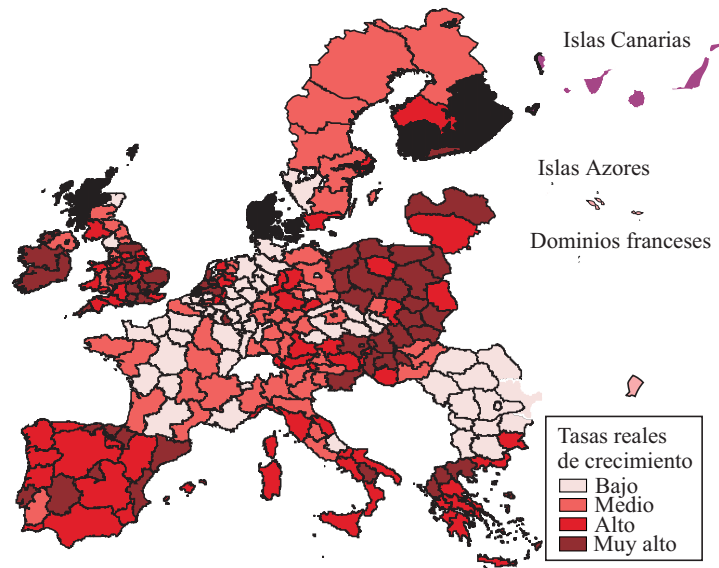 Islas Canarias
Islas Azores
Dominios franceses
Tasas reales
de crecimiento
Bajo
Medio
Alto
Muy alto